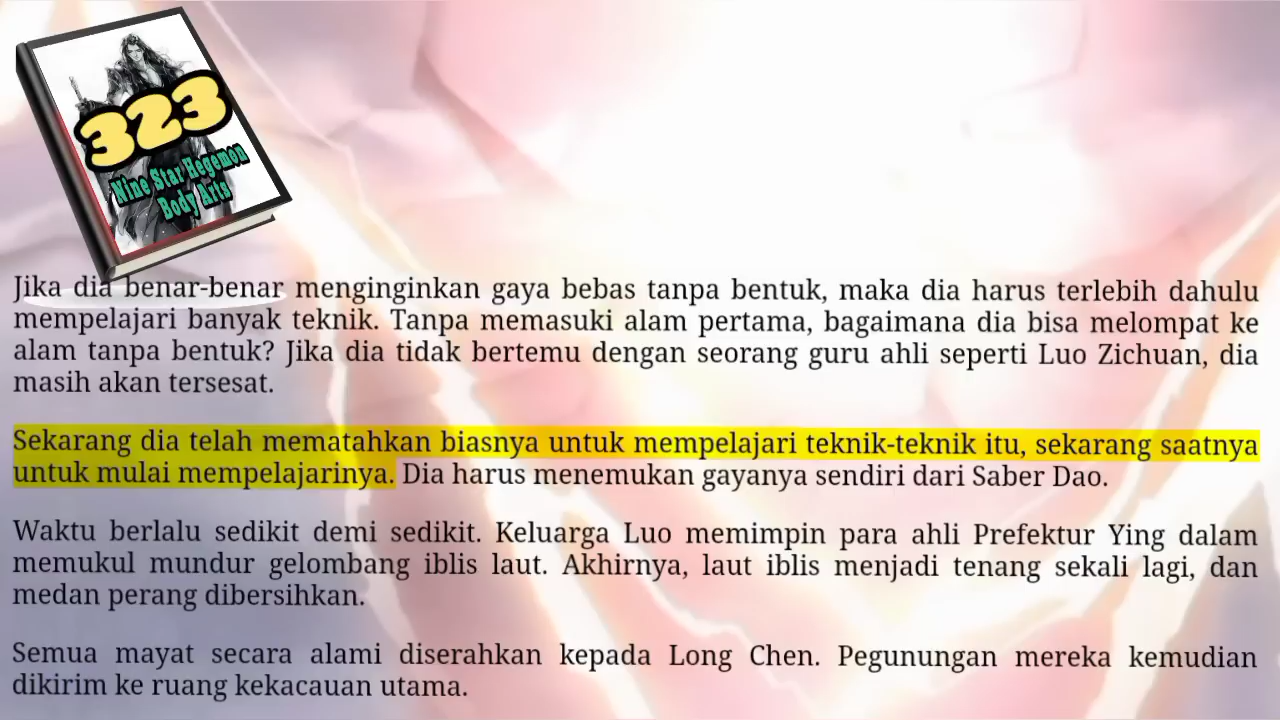 323
Nine Star Hegemon
Body Arts
Jika dia benar-benar menginginkan gaya bebas tanpa bentuk, maka dia harus terlebih dahulu
mempelajari banyak teknik. Tanpa memasuki alam pertama, bagaimana dia bisa melompat ke
alam tanpa bentuk? Jika dia tidak bertemu dengan seorang guru ahli seperti Luo Zichuan, dia
masih akan tersesat.
Sekarang dia telah mematahkan biasnya untuk mempelajari teknik-teknik itu, sekarang saatnya
untuk mulai mempelajarinya. Dia harus menemukan gayanya sendiri dari Saber Dao.
Waktu berlalu sedikit demi sedikit. Keluarga Luo memimpin para ahli Prefektur Ying dalam
memukul mundur gelombang iblis laut. Akhirnya, laut iblis menjadi tenang sekali lagi, dan
medan perang dibersihkan.
Semua mayat secara alami diserahkan kepada Long Chen. Pegunungan mereka kemudian
dikirim ke ruang kekacauan utama.